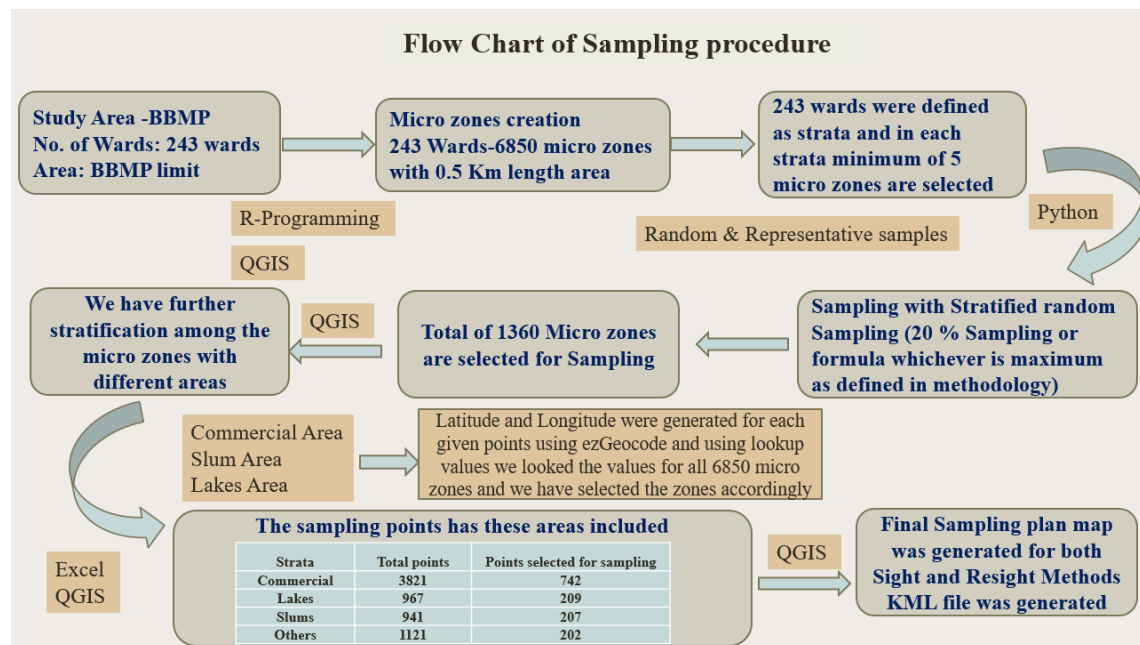 Flow Chart of Sampling procedure
Study Area -BBMP
No. of Wards: 243 wards
Area: BBMP limit
Micro zones creation
243 Wards-6850 micro zones
with 0.5 Km length area
243 wards were defined
as strata and in each
strata minimum of 5
micro zones are selected
R-Programming
QGIS
Random & Representative samples
Python
Sampling with Stratified random
Sampling (20 % Sampling or
formula whichever is maximum
as defined in methodology)
Total of 1360 Micro zones
are selected for Sampling
QGIS
We have further
stratification among the
micro zones with
different areas
Commercial Area
Slum Area
Lakes Area
Latitude and Longitude were generated for each
given points using ezGeocode and using lookup
values we looked the values for all 6850 micro
zones and we have selected the zones accordingly
Excel
QGIS
The sampling points has these areas included
Strata Total points Points selected for sampling
Commercial 3821 742
Lakes 967 209
Slums 941 207
Others 1121 202
QGIS
Final Sampling plan map
was generated for both
Sight and Resight Methods
KML file was generated